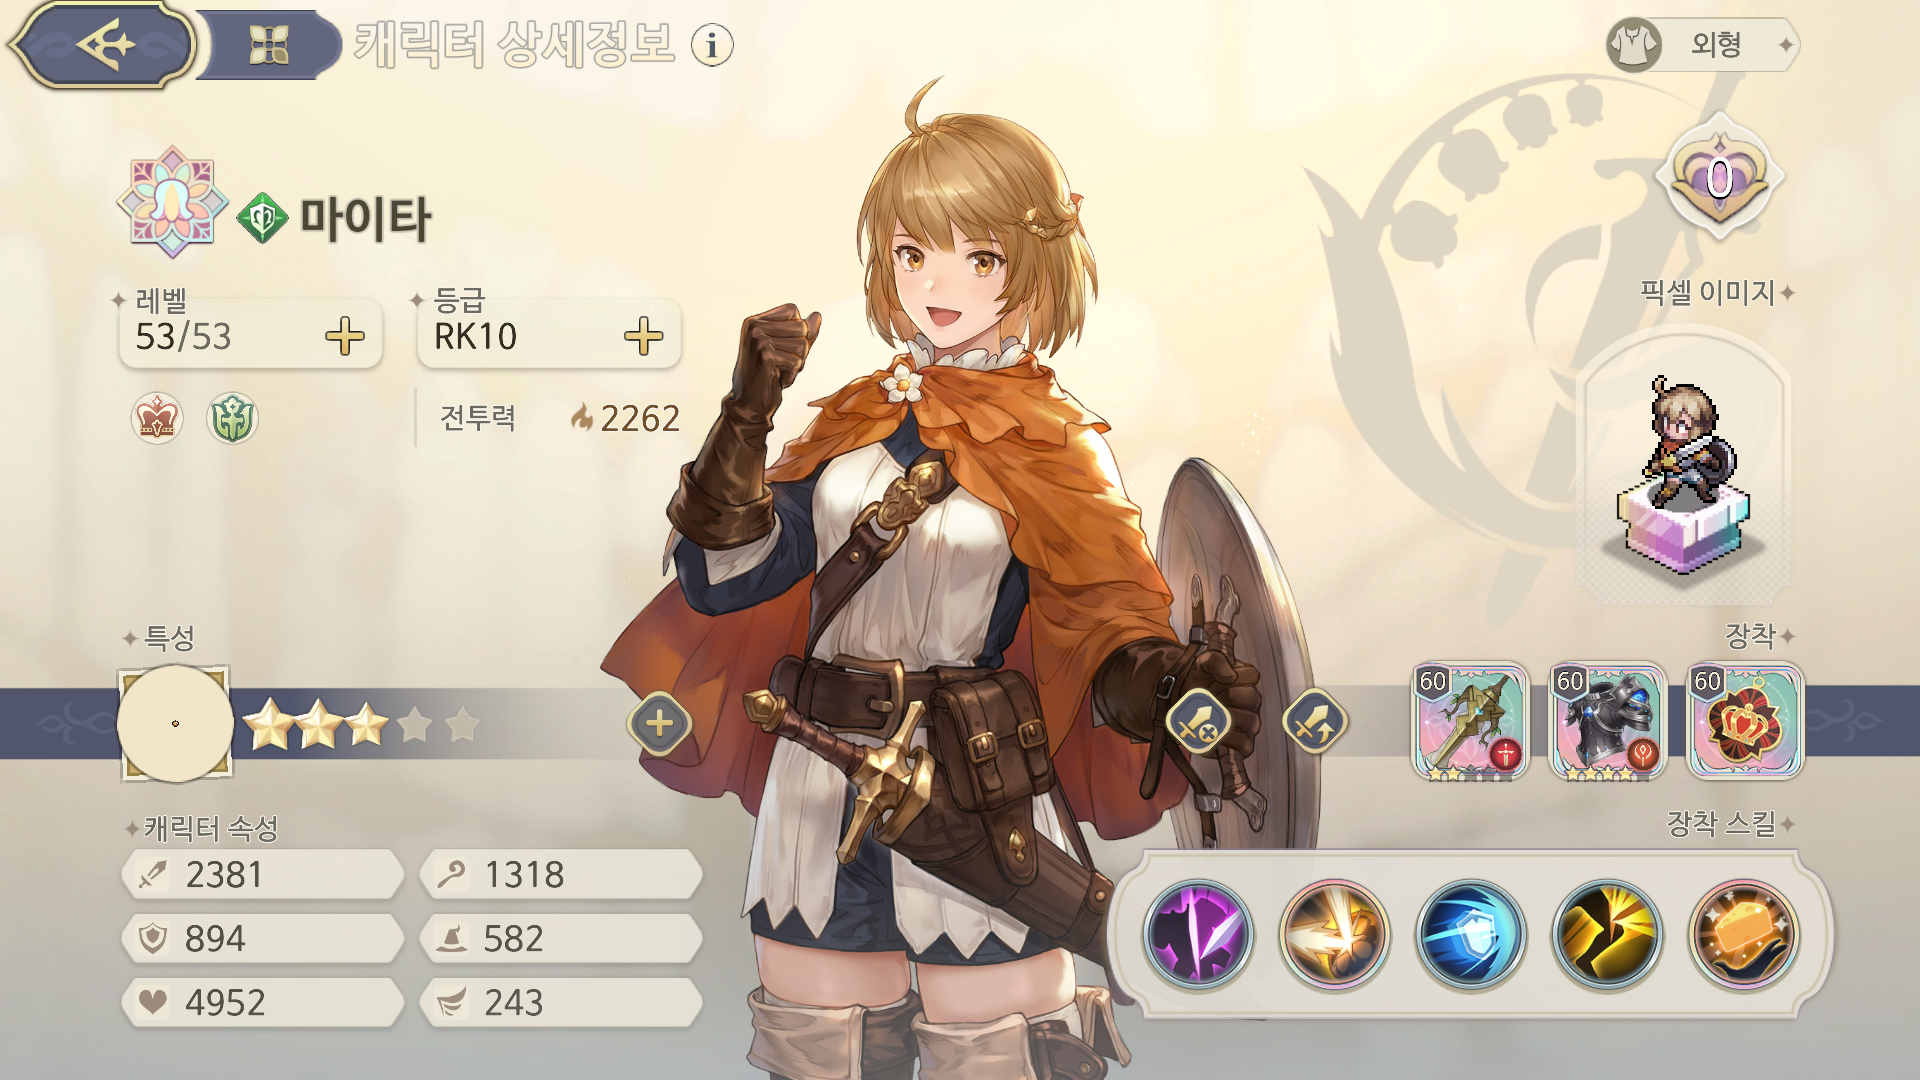 캐릭터 상세정보
외형
0
마이타
레벨
53/53
등급
RK10
전투력
2262
픽셀 이미지
특성
장착
60
60
60
캐릭터 속성
2381
1318
894
582
4952
243
장착 스킬